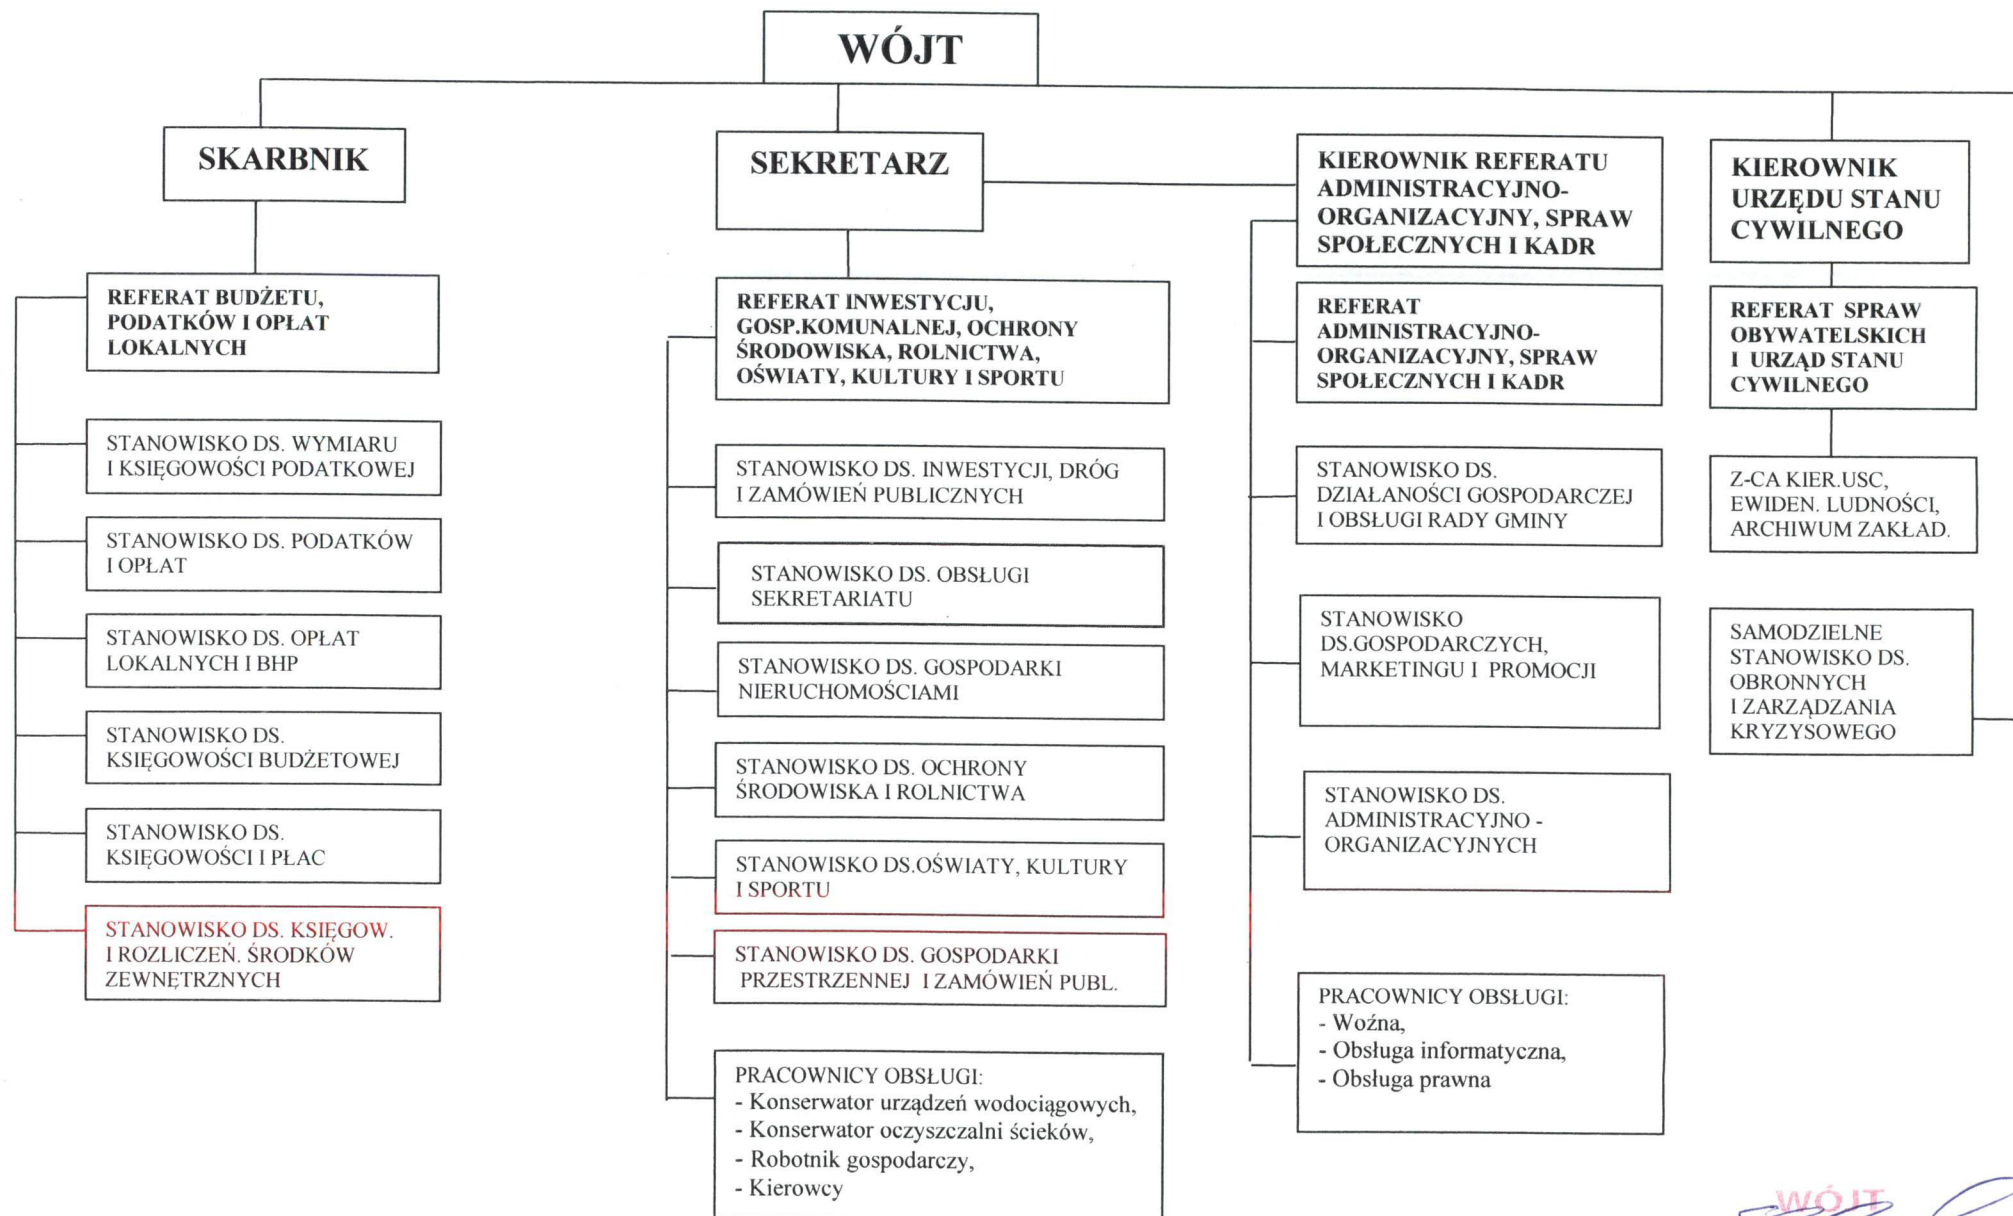 WÓJT
SKARBNIK
REFERAT BUDŻETU,
PODATKÓW I OPŁAT
LOKALNYCH
STANOWISKO DS. WYMIARU
I KSIĘGOWOŚCI PODATKOWEJ
STANOWISKO DS. PODATKÓW
I OPŁAT
STANOWISKO DS. OPŁAT
LOKALNYCH I BHP
STANOWISKO DS.
KSIĘGOWOŚCI BUDŻETOWEJ
STANOWISKO DS.
KSIĘGOWOŚCI I PŁAC
STANOWISKO DS. KSIĘGOW.
I ROZLICZEŃ. ŚRODKÓW
ZEWNĘTRZNYCH
SEKRETARZ
REFERAT INWESTYCJU,
GOSP.KOMUNALNEJ, OCHRONY
ŚRODOWISKA, ROLNICTWA,
OŚWIATY, KULTURY I SPORTU
STANOWISKO DS. INWESTYCJI, DRÓG
I ZAMÓWIEŃ PUBLICZNYCH
STANOWISKO DS. OBSŁUGI
SEKRETARIATU
STANOWISKO DS. GOSPODARKI
NIERUCHOMOŚCIAMI
STANOWISKO DS. OCHRONY
ŚRODOWISKA I ROLNICTWA
STANOWISKO DS.OŚWIATY, KULTURY
I SPORTU
STANOWISKO DS. GOSPODARKI
PRZESTRZENNEJ I ZAMÓWIEŃ PUBL.
PRACOWNICY OBSŁUGI:
- Konserwator urządzeń wodociągowych,
- Konserwator oczyszczalni ścieków,
- Robotnik gospodarczy,
- Kierowcy
KIEROWNIK REFERATU
ADMINISTRACYJNO-
ORGANIZACYJNY, SPRAW
SPOŁECZNYCH I KADR
REFERAT
ADMINISTRACYJNO-
ORGANIZACYJNY, SPRAW
SPOŁECZNYCH I KADR
STANOWISKO DS.
DZIAŁANOŚCI GOSPODARCZEJ
I OBSŁUGI RADY GMINY
STANOWISKO
DS.GOSPODARCZYCH,
MARKETINGU I PROMOCJI
STANOWISKO DS.
ADMINISTRACYJNO -
ORGANIZACYJNYCH
PRACOWNICY OBSŁUGI:
- Woźna,
- Obsługa informatyczna,
- Obsługa prawna
KIEROWNIK
URZĘDU STANU
CYWILNEGO
REFERAT SPRAW
OBYWATELSKICH
I URZĄD STANU
CYWILNEGO
Z-CA KIER.USC,
EWIDEN. LUDNOŚCI,
ARCHIWUM ZAKŁAD.
SAMODZIELNE
STANOWISKO DS.
OBRONNYCH
I ZARZĄDZANIA
KRYZYSOWEGO
WÓJT